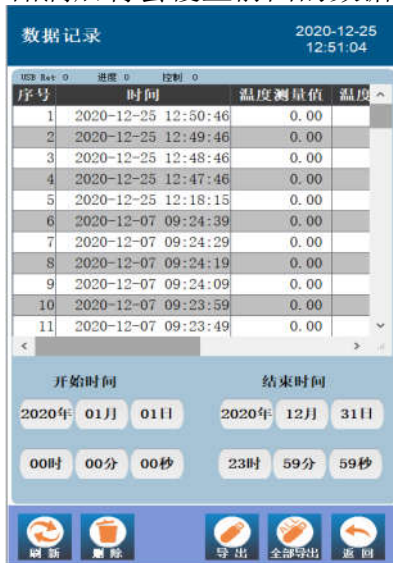 数据记录
2020-12-25
12:51:04
USB Ret 0 进度 0 控制 0
序号 时间 温度测量值 温度
1 2020-12-25 12:50:46 0.00
2 2020-12-25 12:49:46 0.00
3 2020-12-25 12:48:46 0.00
4 2020-12-25 12:47:46 0.00
5 2020-12-25 12:18:15 0.00
6 2020-12-07 09:24:39 0.00
7 2020-12-07 09:24:29 0.00
8 2020-12-07 09:24:19 0.00
9 2020-12-07 09:24:09 0.00
10 2020-12-07 09:23:59 0.00
11 2020-12-07 09:23:49 0.00
开始时间 结束时间
2020年 01月 01日 2020年 12月 31日
00时 00分 00秒 23时 59分 59秒
ALL
刷新 删除 导出 全部导出 返回